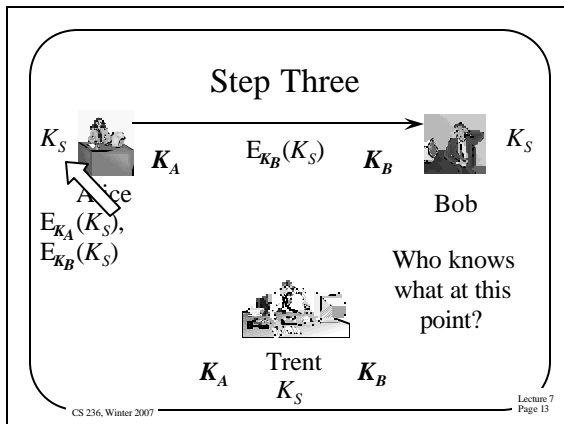 Step Three
K_S
K_A
E_{K_B}(K_S)
K_B
K_S
Alice
Bob
E_{K_A}(K_S),
E_{K_B}(K_S)
Who knows
what at this
point?
Trent
K_A
K_S
K_B
CS 236, Winter 2007
Lecture 7
Page 13